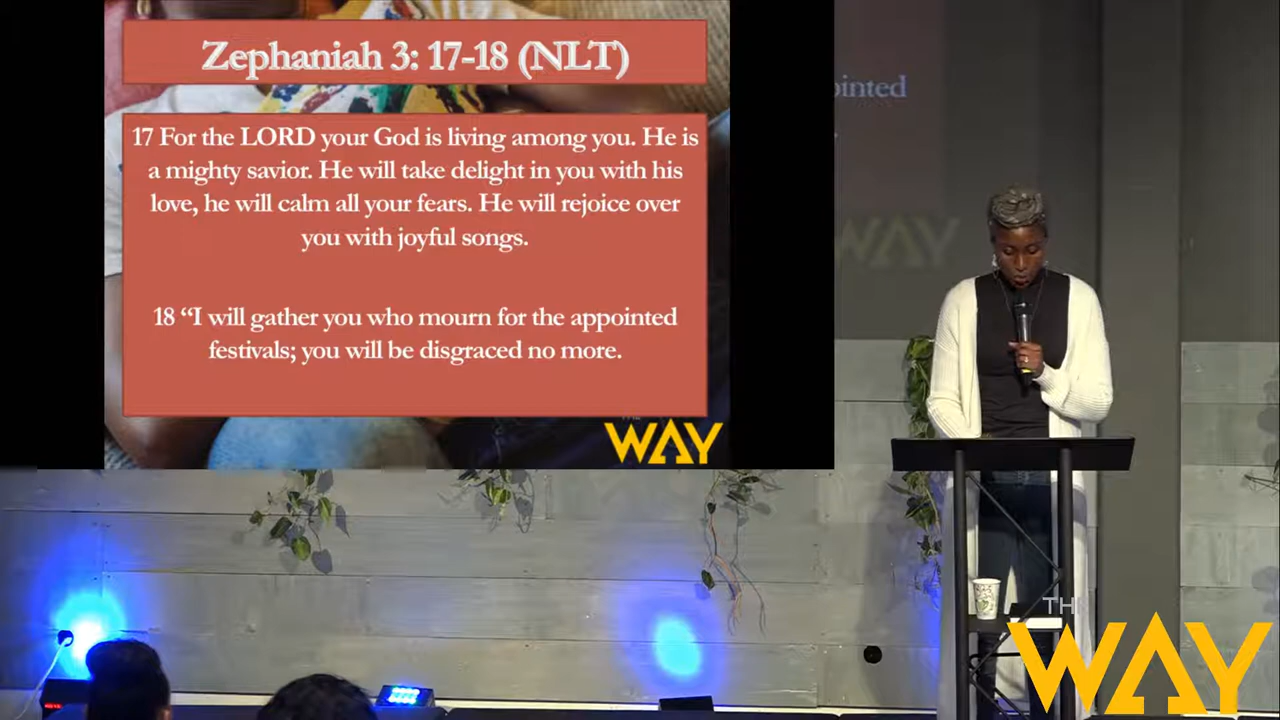 Zephaniah 3: 17-18 (NLT)
17 For the LORD your God is living among you. He is
a mighty savior. He will take delight in you with his
love, he will calm all your fears. He will rejoice over
you with joyful songs.
18 “I will gather you who mourn for the appointed
festivals; you will be disgraced no more.
WAY
ointed
WAY
TH
WAY